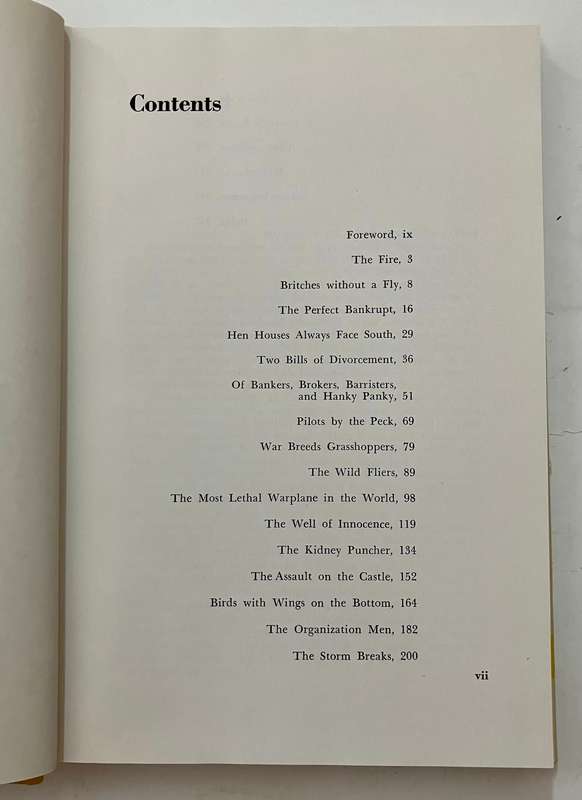 Contents
Foreword, ix
The Fire, 3
Britches without a Fly, 8
The Perfect Bankrupt, 16
Hen Houses Always Face South, 29
Two Bills of Divorcement, 36
Of Bankers, Brokers, Barristers,
and Hanky Panky, 51
Pilots by the Peck, 69
War Breeds Grasshoppers, 79
The Wild Fliers, 89
The Most Lethal Warplane in the World, 98
The Well of Innocence, 119
The Kidney Puncher, 134
The Assault on the Castle, 152
Birds with Wings on the Bottom, 164
The Organization Men, 182
The Storm Breaks, 200
vii